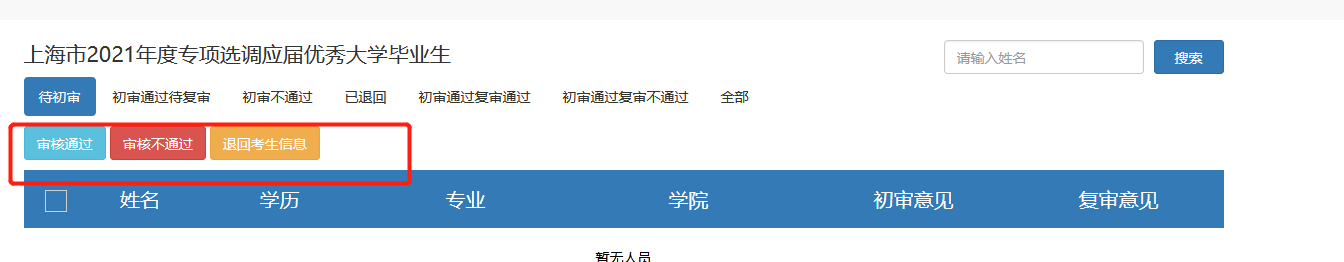 上海市2021年度专项选调应届优秀大学毕业生
请输入姓名 搜索
待初审 初审通过待复审 初审不通过 已退回 初审通过复审通过 初审通过复审不通过 全部
审核通过 审核不通过 退回考生信息
姓名 学历 专业 学院 初审意见 复审意见
暂无人员